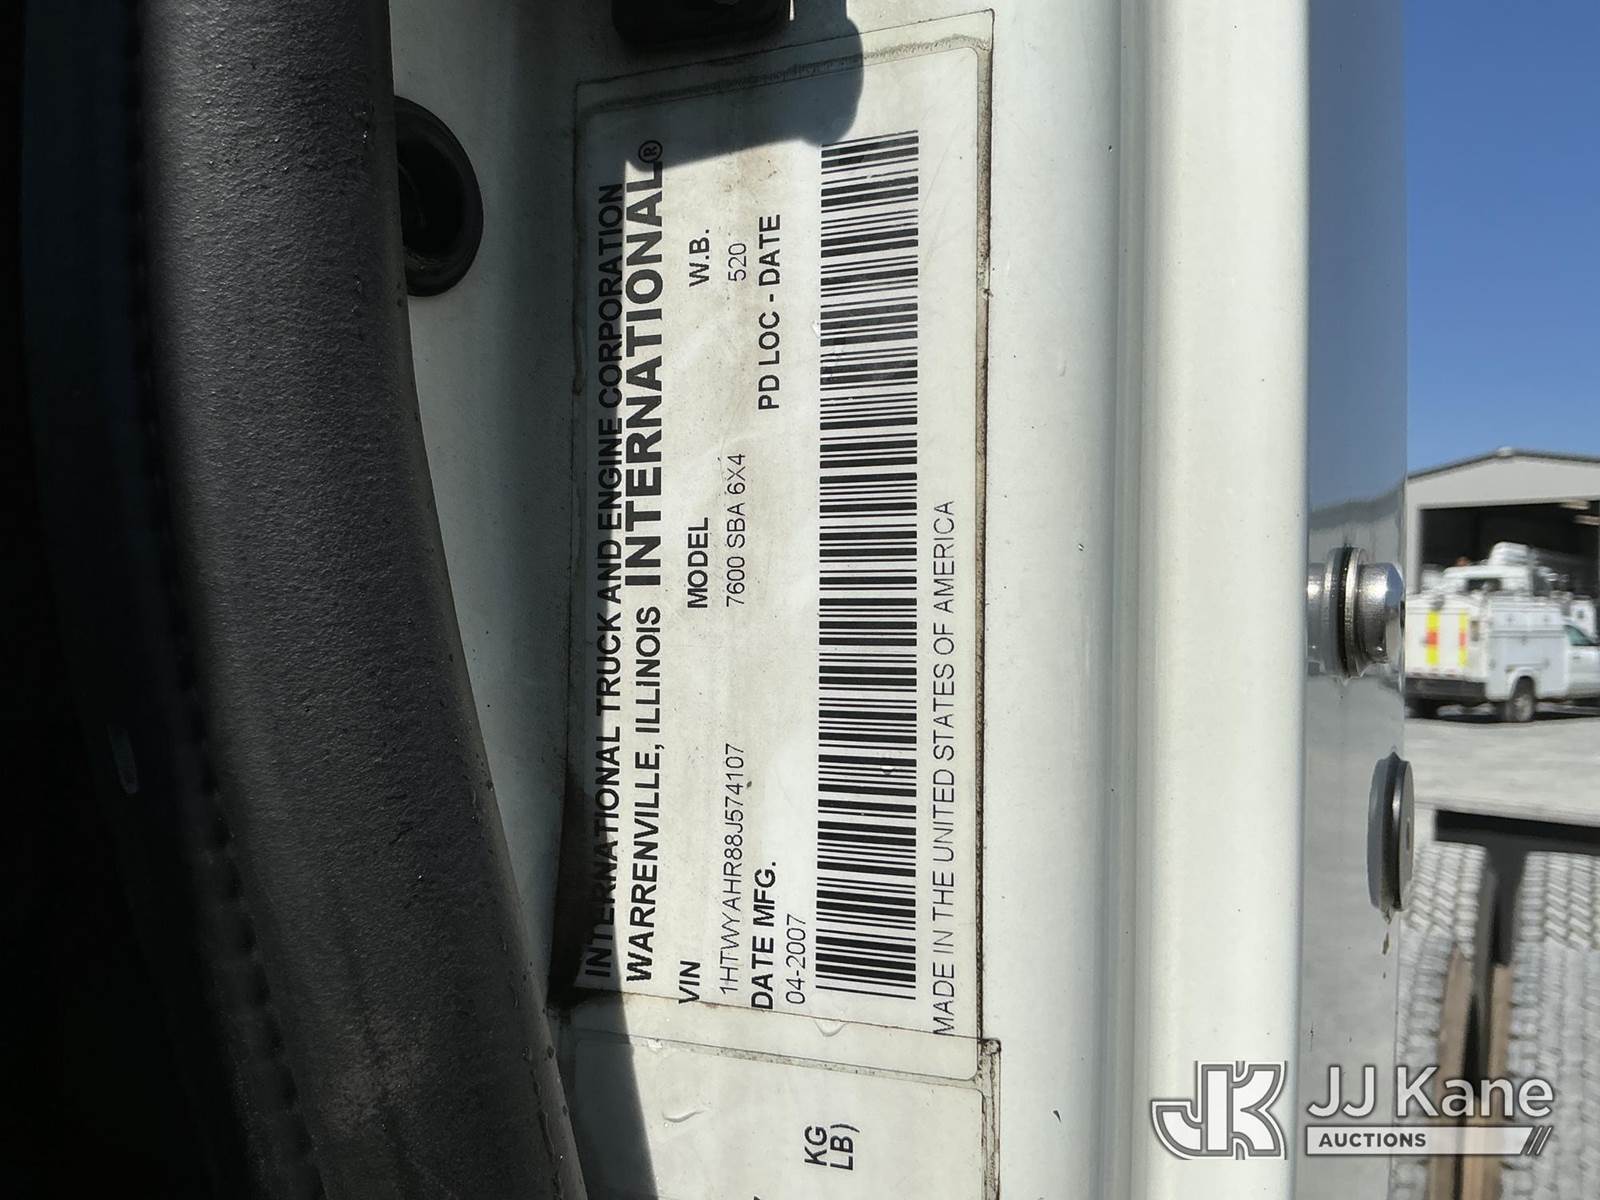 INTERNATIONAL TRUCK AND ENGINE CORPORATION
WARRENVILLE, ILLINOIS INTERNATIONAL®
VIN MODEL W.B.
1HTWYAHR88J574107 7600 SBA 6X4 520
DATE MFG. PD LOC - DATE
04-2007
MADE IN THE UNITED STATES OF AMERICA
KG
LB)
JJ Kane
AUCTIONS